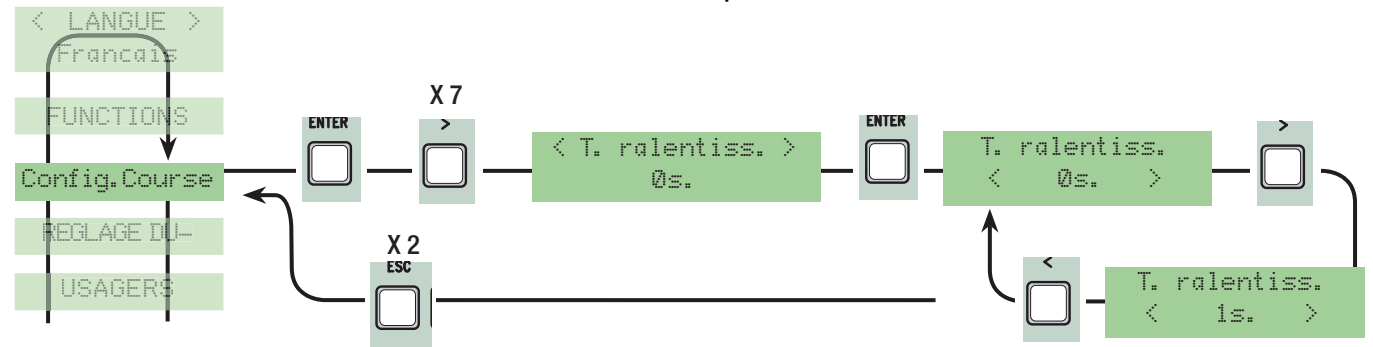 < LANGUE >
Francais
FUNCTIONS
Config.Course
REGLAGE DU-
USAGERS
ENTER
X 7
>
< T. ralentiss. >
0s.
ENTER
T. ralentiss.
< 0s. >
>
X 2
ESC
<
T. ralentiss.
< 1s. >